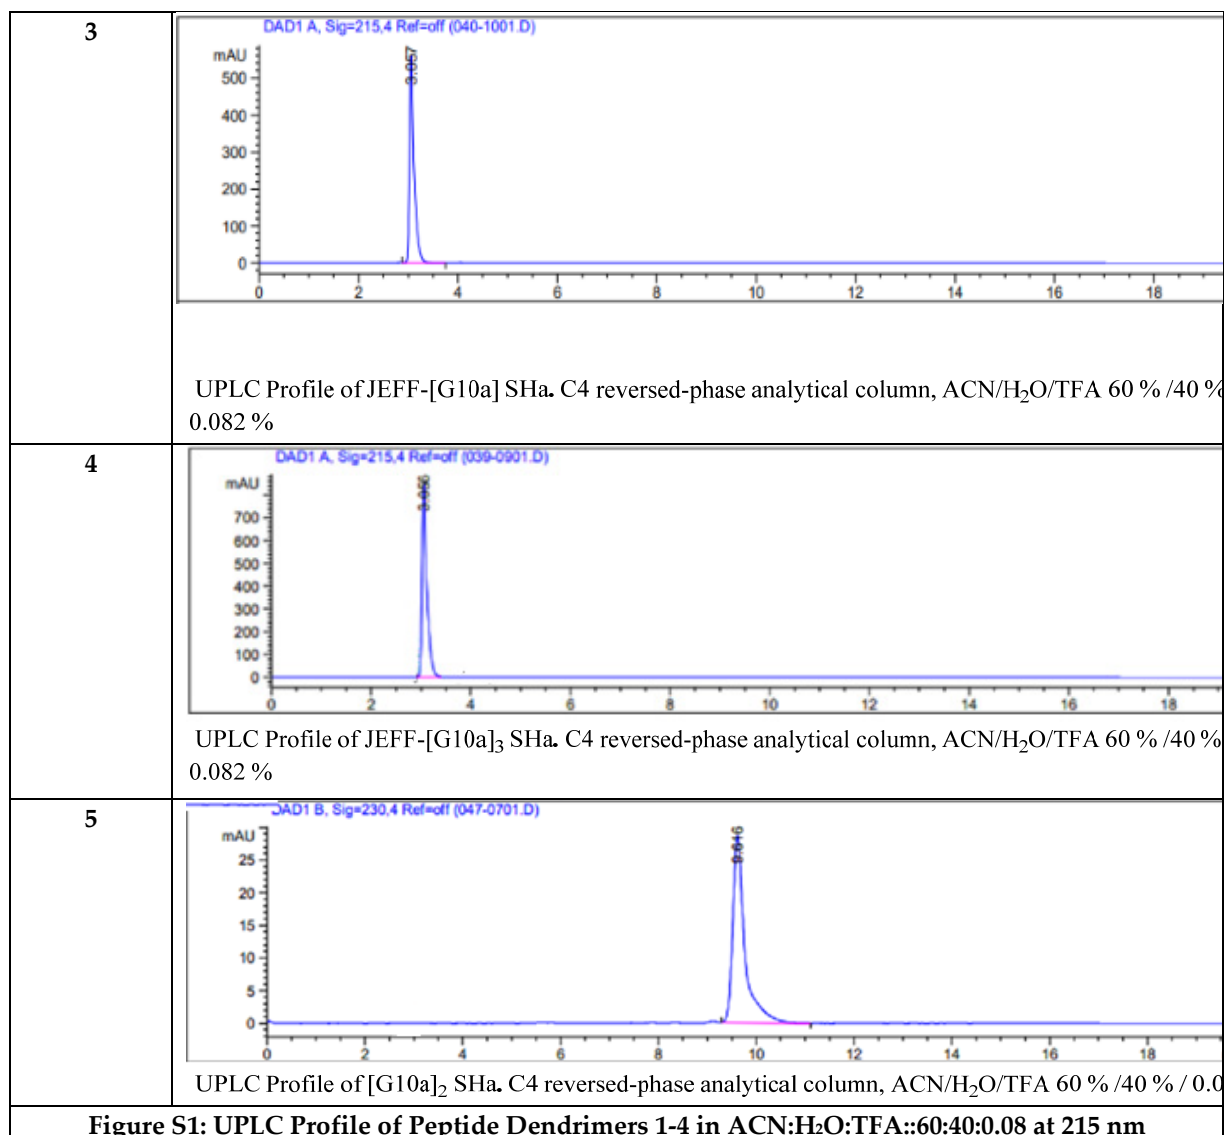 3
DAD1 A, Sig=215,4 Ref=off (040-1001.D)
mAU
500
400
300
200
100
0
3.057
0 2 4 6 8 10 12 14 16 18
UPLC Profile of JEFF-[G10a] SHa. C4 reversed-phase analytical column, ACN/H₂O/TFA 60 % /40 %
0.082 %
4
DAD1 A, Sig=215,4 Ref=off (039-0901.D)
mAU
700
600
500
400
300
200
100
0
0 2 4 6 8 10 12 14 16 18
UPLC Profile of JEFF-[G10a]₃ SHa. C4 reversed-phase analytical column, ACN/H₂O/TFA 60 % /40 %
0.082 %
5
DAD1 B, Sig=230,4 Ref=off (047-0701.D)
mAU
25
20
15
10
5
0
9.616
0 2 4 6 8 10 12 14 16 18
UPLC Profile of [G10a]₂ SHa. C4 reversed-phase analytical column, ACN/H₂O/TFA 60 % /40 % / 0.0
Figure S1: UPLC Profile of Peptide Dendrimers 1-4 in ACN:H₂O:TFA::60:40:0.08 at 215 nm